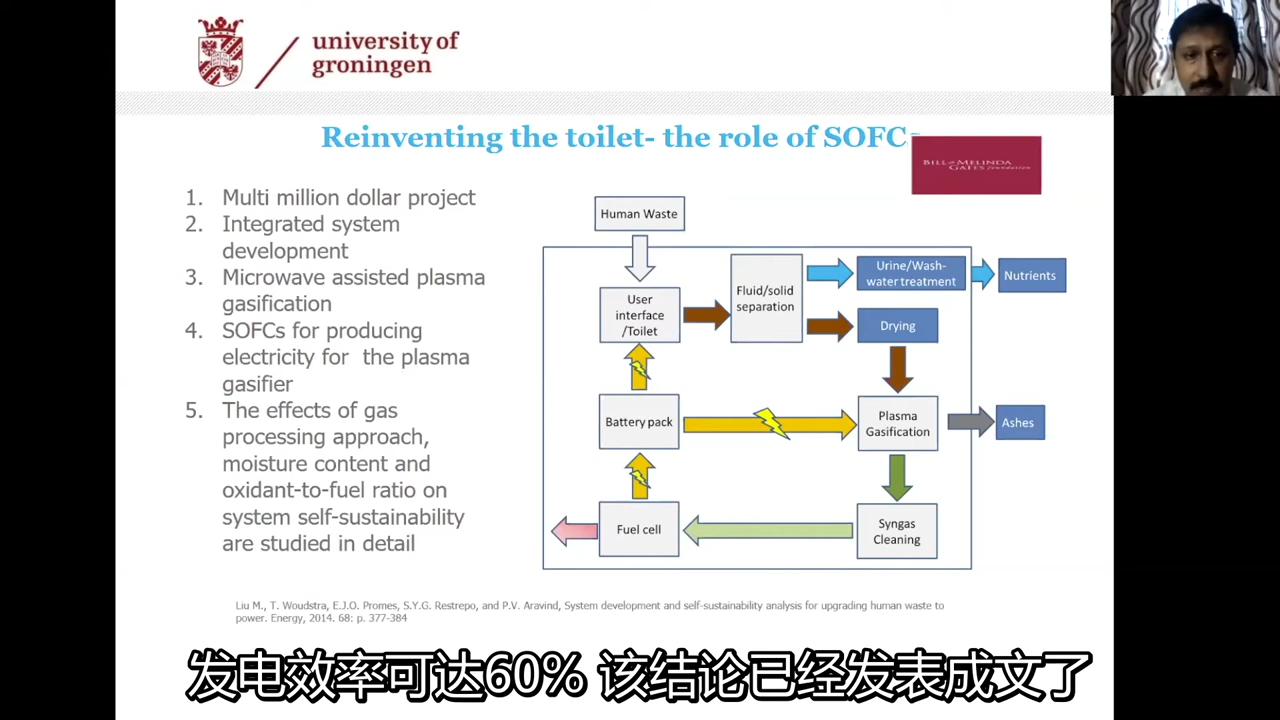 university of
groningen
Reinventing the toilet- the role of SOFCs
BILL & MELINDA
GATES foundation
1. Multi million dollar project
2. Integrated system
development
3. Microwave assisted plasma
gasification
4. SOFCs for producing
electricity for the plasma
gasifier
5. The effects of gas
processing approach,
moisture content and
oxidant-to-fuel ratio on
system self-sustainability
are studied in detail
Human Waste
User
interface
/Toilet
Fluid/solid
separation
Urine/Wash-
water treatment
Nutrients
Drying
Battery pack
Plasma
Gasification
Ashes
Fuel cell
Syngas
Cleaning
Liu M., T. Woudstra, E.J.O. Promes, S.Y.G. Restrepo, and P.V. Aravind, System development and self-sustainability analysis for upgrading human waste to
power. Energy, 2014. 68: p. 377-384
发电效率可达60% 该结论已经发表成文了